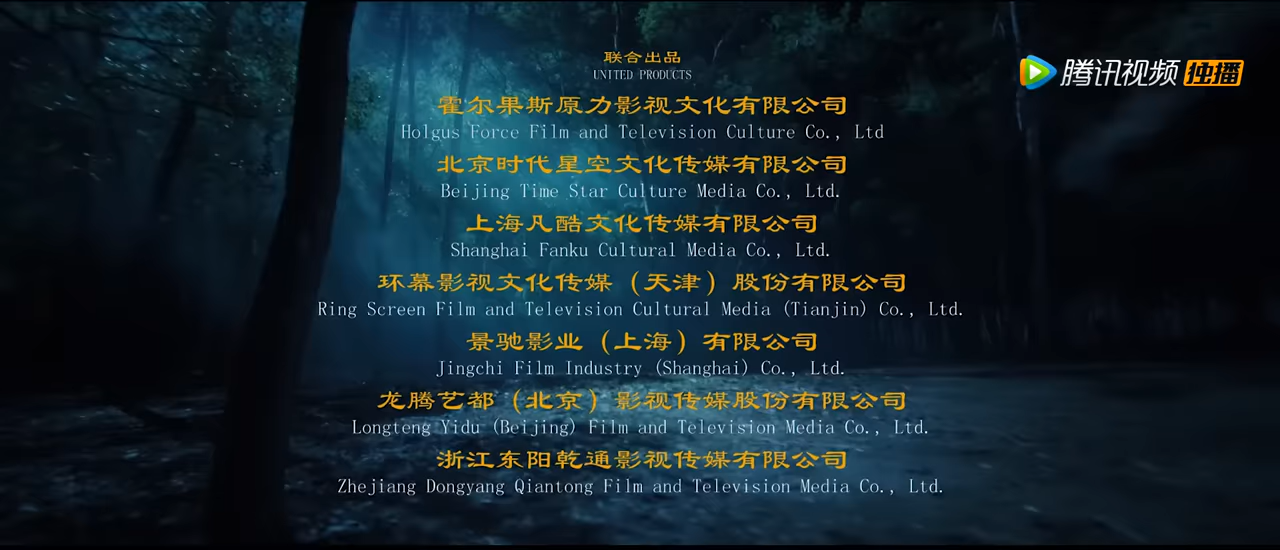 联合出品
UNITED PRODUCTS
腾讯视频 独播
霍尔果斯原力影视文化有限公司
Holgus Force Film and Television Culture Co., Ltd
北京时代星空文化传媒有限公司
Beijing Time Star Culture Media Co., Ltd.
上海凡酷文化传媒有限公司
Shanghai Fanku Cultural Media Co., Ltd.
环幕影视文化传媒（天津）股份有限公司
Ring Screen Film and Television Cultural Media (Tianjin) Co., Ltd.
景驰影业（上海）有限公司
Jingchi Film Industry (Shanghai) Co., Ltd.
龙腾艺都（北京）影视传媒股份有限公司
Longteng Yidu (Beijing) Film and Television Media Co., Ltd.
浙江东阳乾通影视传媒有限公司
Zhejiang Dongyang Qiantong Film and Television Media Co., Ltd.